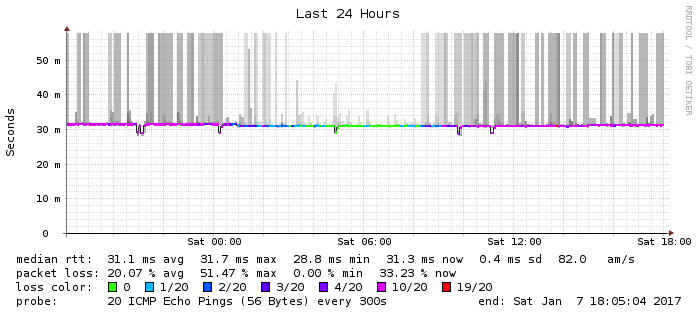 Last 24 Hours
RRDTOOL / TOBI OETIKER
Seconds
50 m
40 m
30 m
20 m
10 m
0
Sat 00:00 Sat 06:00 Sat 12:00 Sat 18:00
median rtt: 31.1 ms avg 31.7 ms max 28.8 ms min 31.3 ms now 0.4 ms sd 82.0 am/s
packet loss: 20.07 % avg 51.47 % max 0.00 % min 33.23 % now
loss color: 0 1/20 2/20 3/20 4/20 10/20 19/20
probe: 20 ICMP Echo Pings (56 Bytes) every 300s end: Sat Jan 7 18:05:04 2017